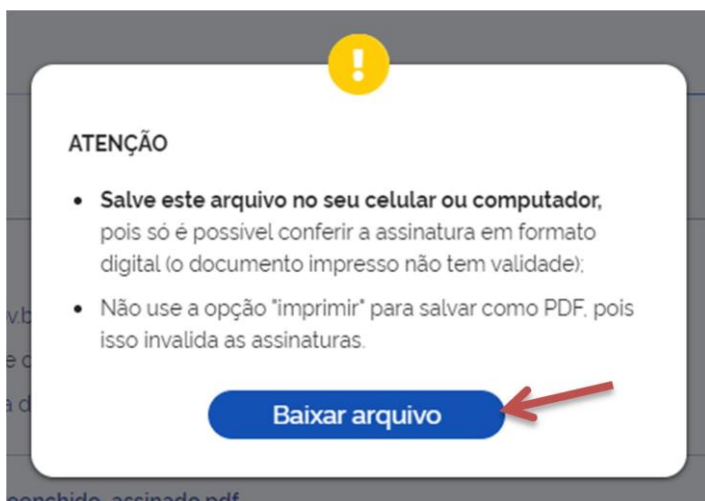 !
ATENÇÃO
• Salve este arquivo no seu celular ou computador,
pois só é possível conferir a assinatura em formato
digital (o documento impresso não tem validade);
• Não use a opção "imprimir" para salvar como PDF, pois
isso invalida as assinaturas.
Baixar arquivo